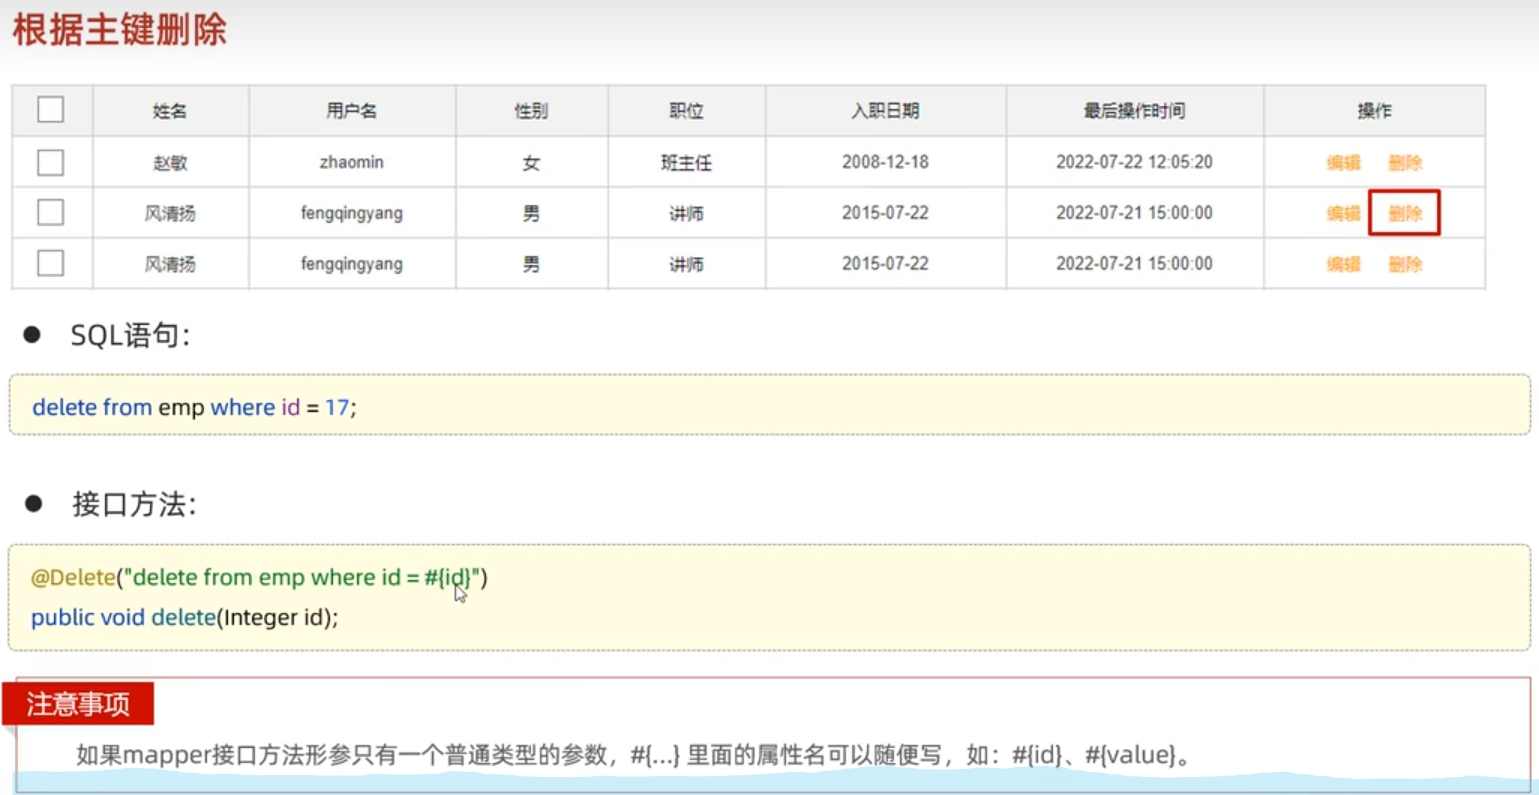 根据主键删除
姓名 用户名 性别 职位 入职日期 最后操作时间 操作
赵敏 zhaomin 女 班主任 2008-12-18 2022-07-22 12:05:20 编辑 删除
风清扬 fengqingyang 男 讲师 2015-07-22 2022-07-21 15:00:00 编辑 删除
风清扬 fengqingyang 男 讲师 2015-07-22 2022-07-21 15:00:00 编辑 删除
● SQL语句：
delete from emp where id = 17;
● 接口方法：
@Delete("delete from emp where id = #{id}")
public void delete(Integer id);
注意事项
如果mapper接口方法形参只有一个普通类型的参数，#{…} 里面的属性名可以随便写，如：#{id}、#{value}。